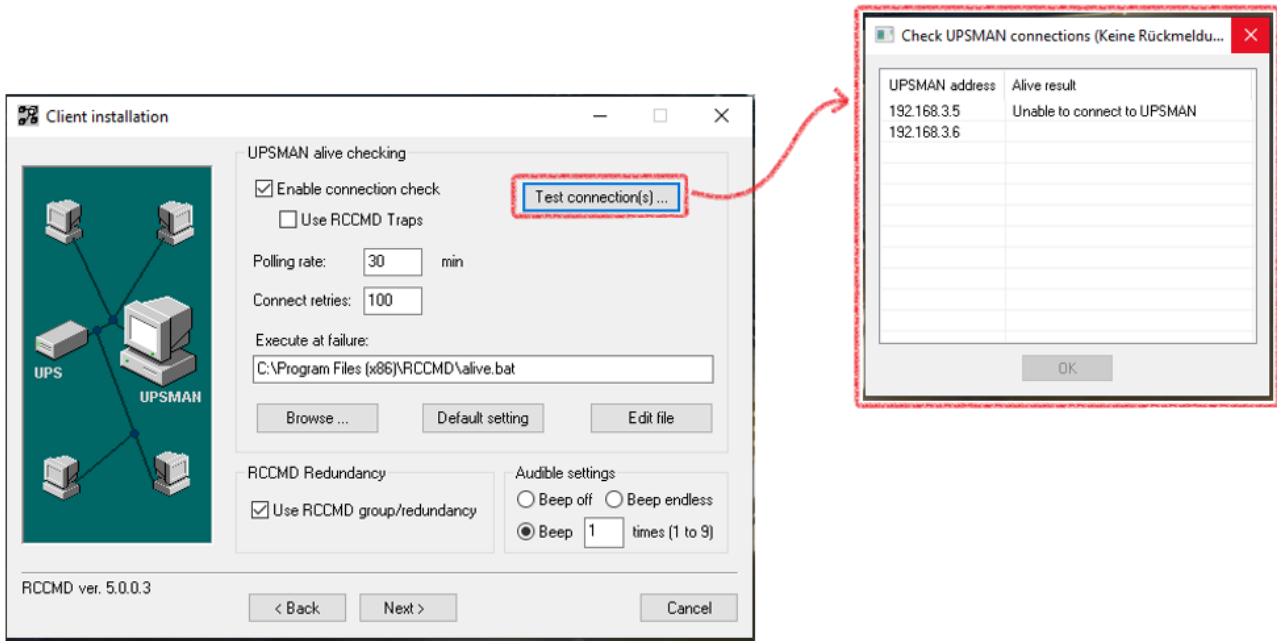 Client installation
UPSMAN alive checking
Enable connection check
Test connection(s) ...
Use RCCMD Traps
Polling rate: 30 min
Connect retries: 100
Execute at failure:
C:\Program Files (x86)\RCCMD\alive.bat
Browse ... Default setting Edit file
UPS
UPSMAN
RCCMD Redundancy
Use RCCMD group/redundancy
Audible settings
Beep off Beep endless
Beep 1 times (1 to 9)
RCCMD ver. 5.0.0.3
< Back Next > Cancel
Check UPSMAN connections (Keine Rückmeldu...
UPSMAN address Alive result
192.168.3.5 Unable to connect to UPSMAN
192.168.3.6
OK